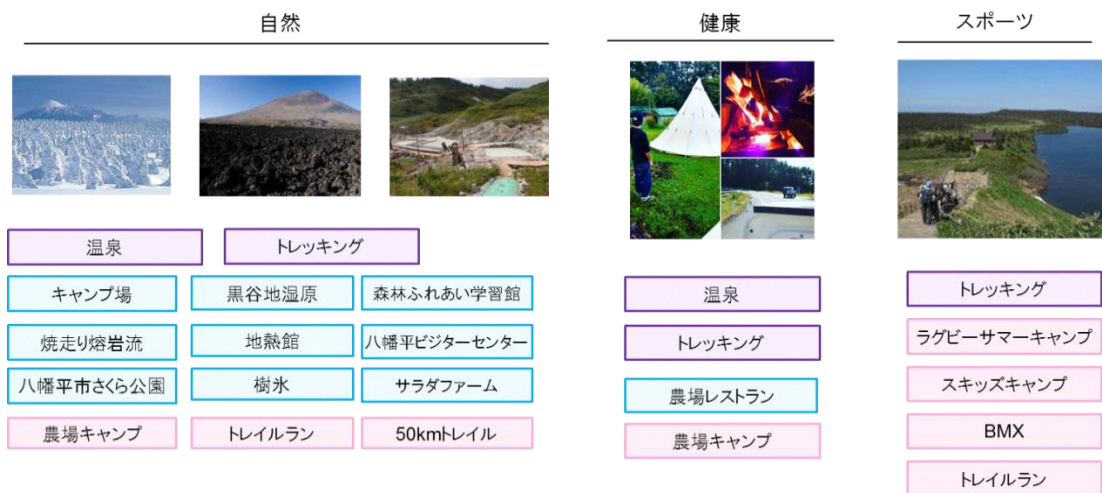 自然
健康
スポーツ
温泉
トレッキング
キャンプ場
黒谷地湿原
森林ふれあい学習館
焼走り熔岩流
地熱館
八幡平ビジターセンター
八幡平市さくら公園
樹氷
サラダファーム
農場キャンプ
トレイルラン
50kmトレイル
温泉
トレッキング
農場レストラン
農場キャンプ
トレッキング
ラグビーサマーキャンプ
スキッズキャンプ
BMX
トレイルラン